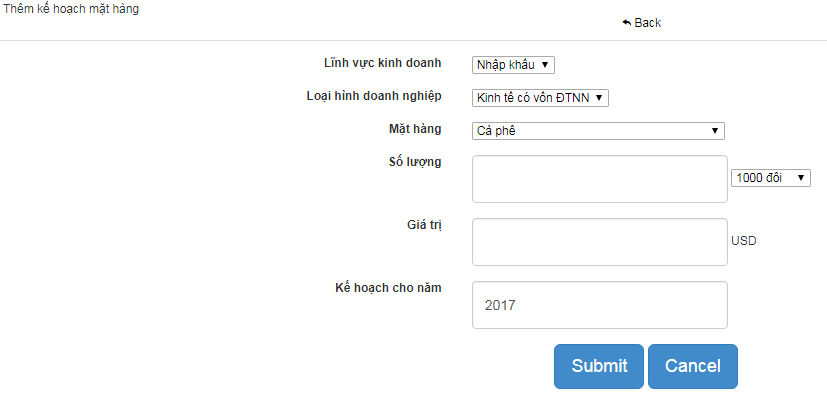 Thêm kế hoạch mặt hàng
Back
Lĩnh vực kinh doanh Nhập khẩu
Loại hình doanh nghiệp Kinh tế có vốn ĐTNN
Mặt hàng Cà phê
Số lượng 1000 đôi
Giá trị USD
Kế hoạch cho năm 2017
Submit Cancel